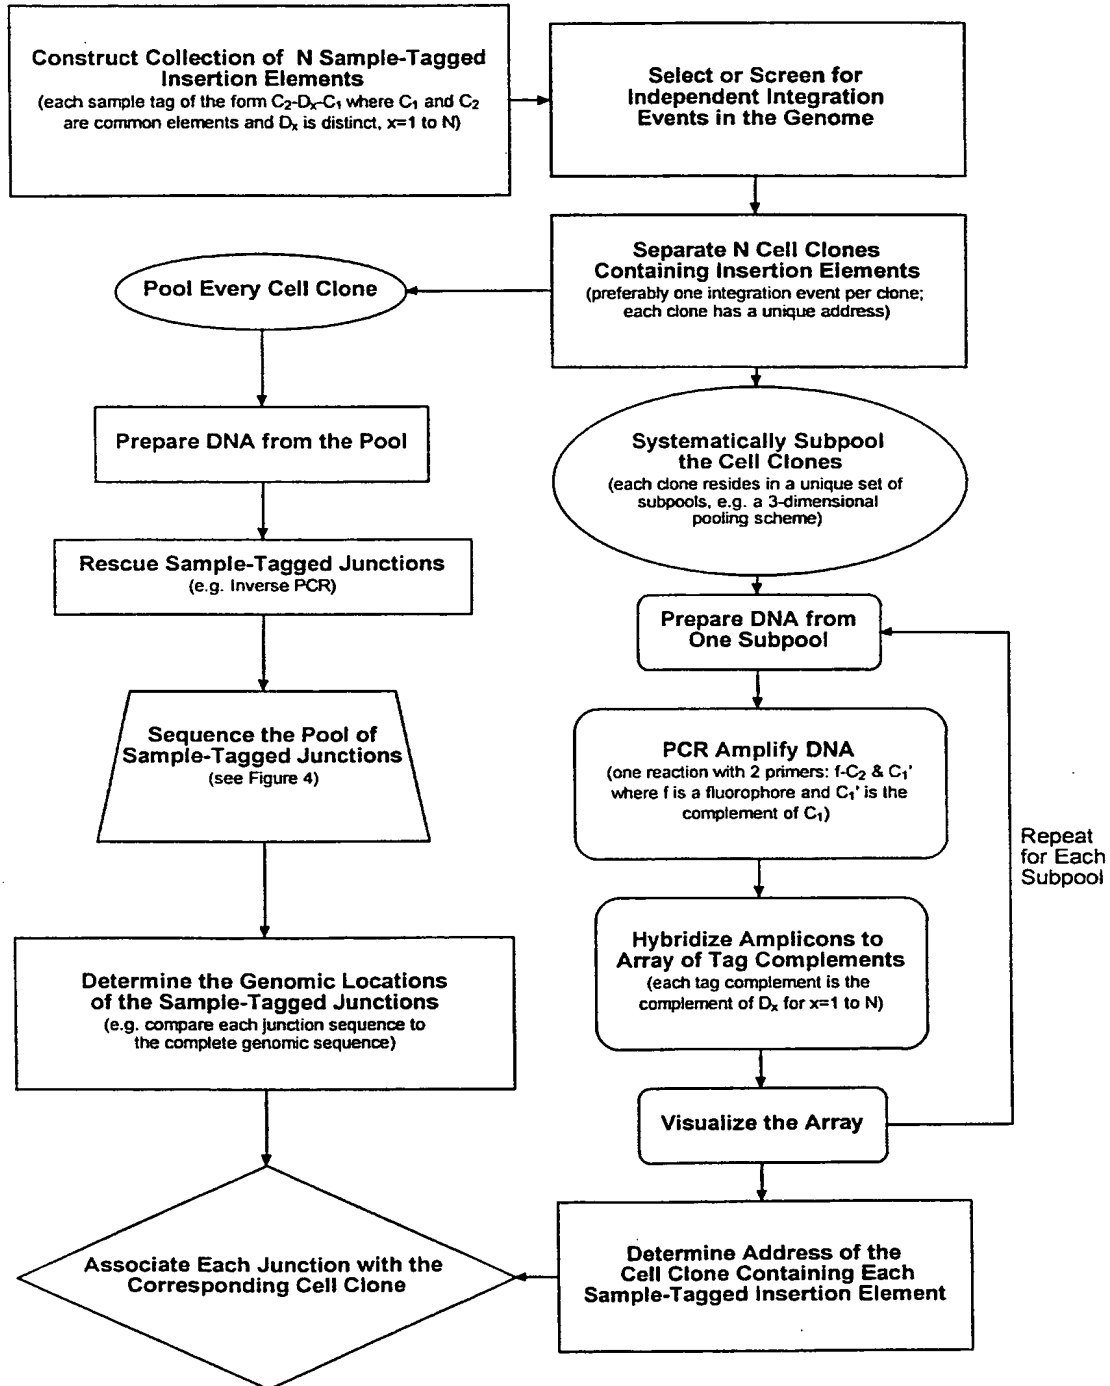 Construct Collection of N Sample-Tagged
Insertion Elements
(each sample tag of the form C₂-Dₓ-C₁ where C₁ and C₂
are common elements and Dₓ is distinct, x=1 to N)
Select or Screen for
Independent Integration
Events in the Genome
Separate N Cell Clones
Containing Insertion Elements
(preferably one integration event per clone;
each clone has a unique address)
Pool Every Cell Clone
Prepare DNA from the Pool
Rescue Sample-Tagged Junctions
(e.g. Inverse PCR)
Sequence the Pool of
Sample-Tagged Junctions
(see Figure 4)
Determine the Genomic Locations
of the Sample-Tagged Junctions
(e.g. compare each junction sequence to
the complete genomic sequence)
Systematically Subpool
the Cell Clones
(each clone resides in a unique set of
subpools, e.g. a 3-dimensional
pooling scheme)
Prepare DNA from
One Subpool
PCR Amplify DNA
(one reaction with 2 primers: f-C₂ & C₁'
where f is a fluorophore and C₁' is the
complement of C₁)
Repeat
for Each
Subpool
Hybridize Amplicons to
Array of Tag Complements
(each tag complement is the
complement of Dₓ for x=1 to N)
Visualize the Array
Determine Address of the
Cell Clone Containing Each
Sample-Tagged Insertion Element
Associate Each Junction with the
Corresponding Cell Clone